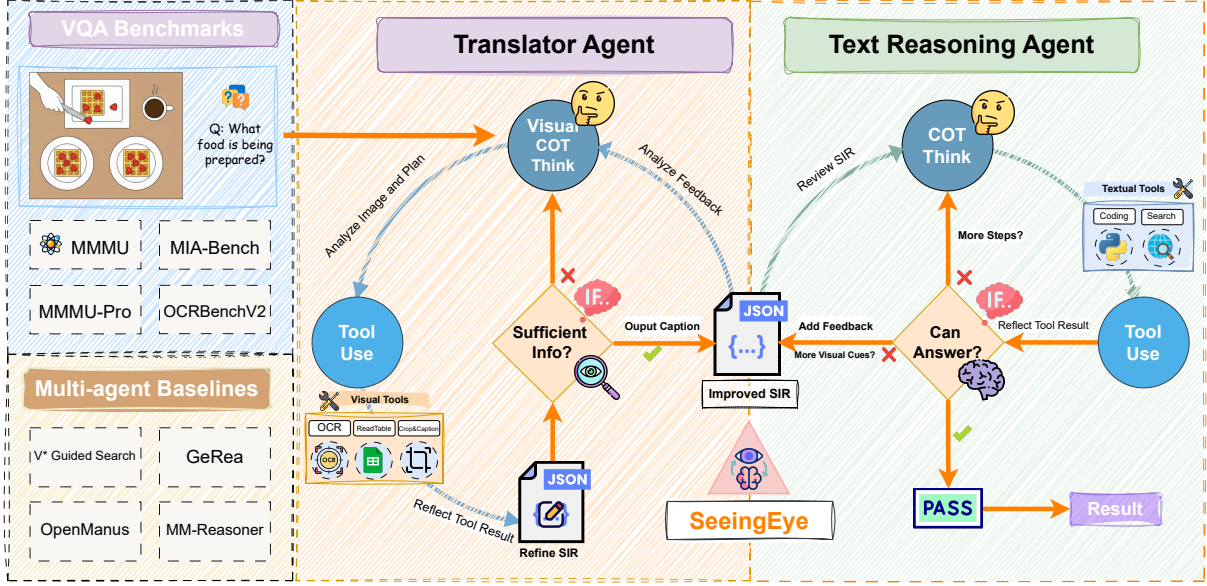 VQA Benchmarks
Q: What
food is being
prepared?
MMMU
MIA-Bench
MMMU-Pro
OCRBenchV2
Multi-agent Baselines
V* Guided Search
GeRea
OpenManus
MM-Reasoner
Translator Agent
Visual
COT
Think
Analyze Image and Plan
Analyze Feedback
Tool
Use
Visual Tools
OCR
ReadTable
Crop&Caption
OCR
Reflect Tool Result
JSON
Refine SIR
IF..
Sufficient
Info?
Ouput Caption
JSON
{...}
Improved SIR
SeeingEye
Text Reasoning Agent
COT
Think
Review SIR
Textual Tools
Coding
Search
More Steps?
IF..
Can
Answer?
Reflect Tool Result
Tool
Use
Add Feedback
More Visual Cues?
PASS
Result